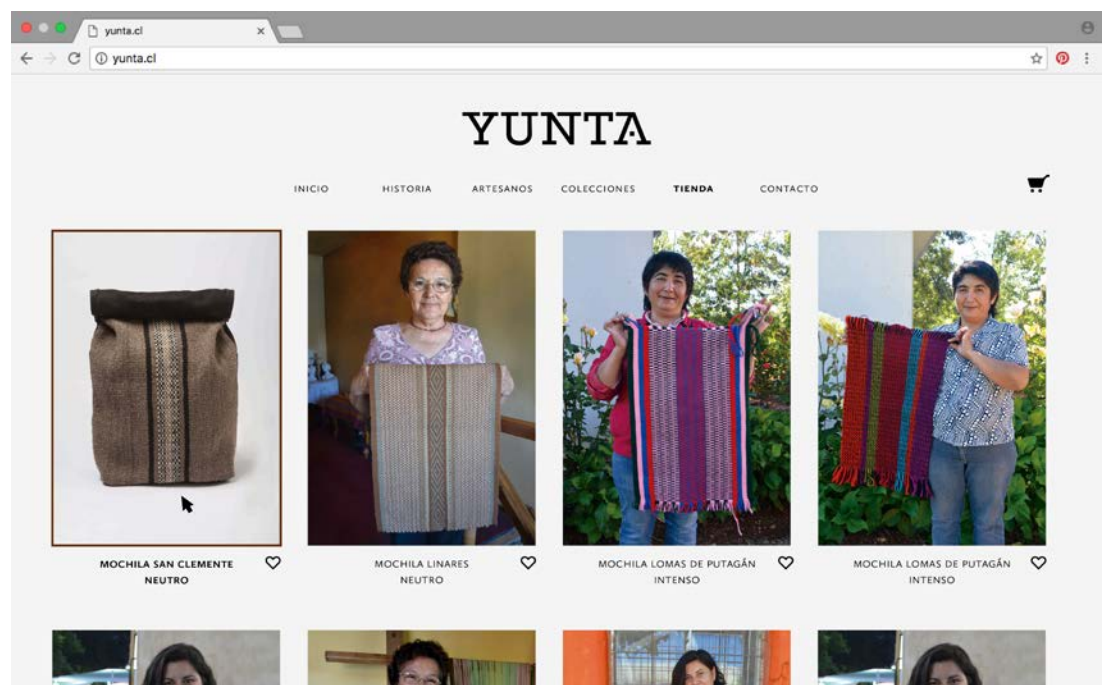 yunta.cl
yunta.cl
YUNTA
INICIO HISTORIA ARTESANOS COLECCIONES TIENDA CONTACTO
MOCHILA SAN CLEMENTE
NEUTRO
MOCHILA LINARES
NEUTRO
MOCHILA LOMAS DE PUTAGÁN
INTENSO
MOCHILA LOMAS DE PUTAGÁN
INTENSO